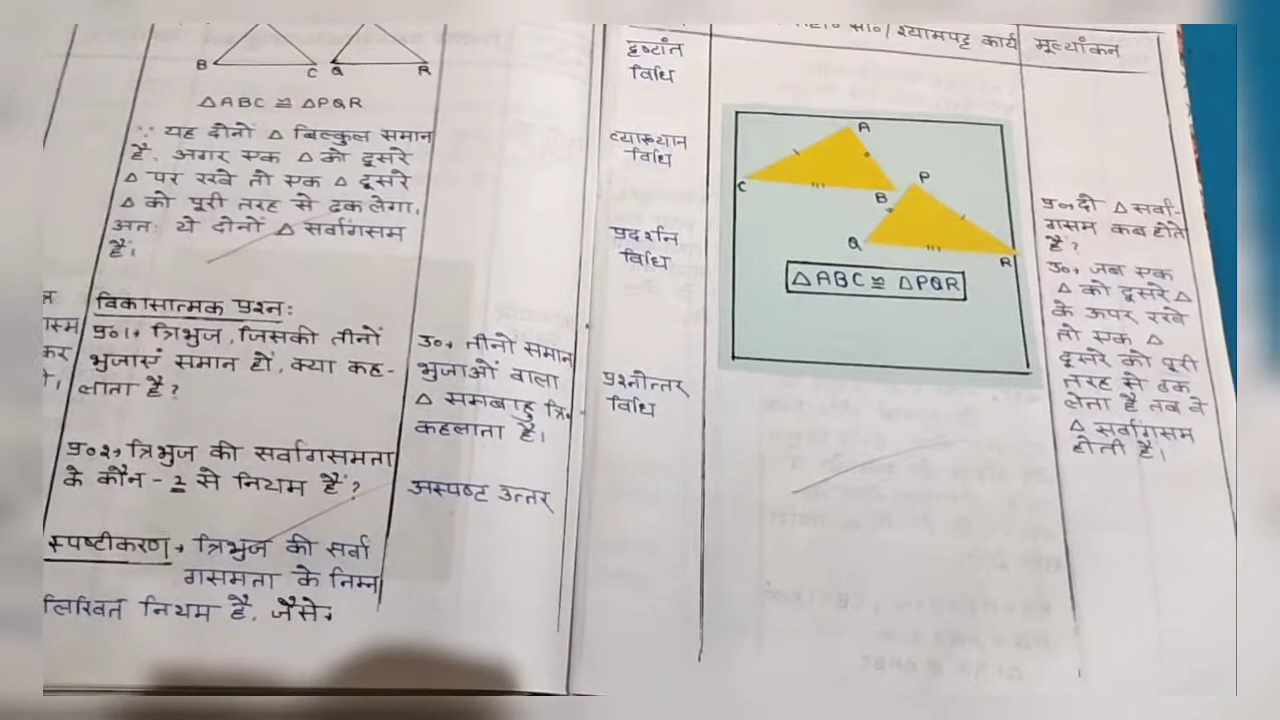 B C Q R
△ABC ≅ △PQR
∵ यह दोनों △ बिल्कुल समान
है, अगर एक △ को दूसरे
△ पर रखे तो एक △ दूसरे
△ को पूरी तरह से ढक लेगा,
अतः ये दोनों △ सर्वागसम
हैं।
विकासात्मक प्रश्न:
प्र०1→ त्रिभुज, जिसकी तीनों
भुजाएं समान हों, क्या कह-
लाता है?
प्र०2→ त्रिभुज की सर्वागसमता
के कौन-2 से नियम हैं?
स्पष्टीकरण→ त्रिभुज की सर्वा
गसमता के निम्न
लिखित नियम है, जैसे→
उ०→ तीनों समान
भुजाओं वाला
△ समबाहु त्रि.
कहलाता है।
अस्पष्ट उत्तर
दृष्टांत
विधि
व्याख्यान
विधि
प्रदर्शन
विधि
प्रश्नोत्तर
विधि
सा०/श्यामपट्ट कार्य
A
C
B
P
Q
R
△ABC ≅ △PQR
मूल्यांकन
प्र०→ दो △ सर्वा-
गसम कब होते
है?
उ०→ जब एक
△ को दूसरे △
के ऊपर रखे
तो एक △
दूसरे को पूरी
तरह से ढक
लेता है तब वे
△ सर्वागसम
होती है।